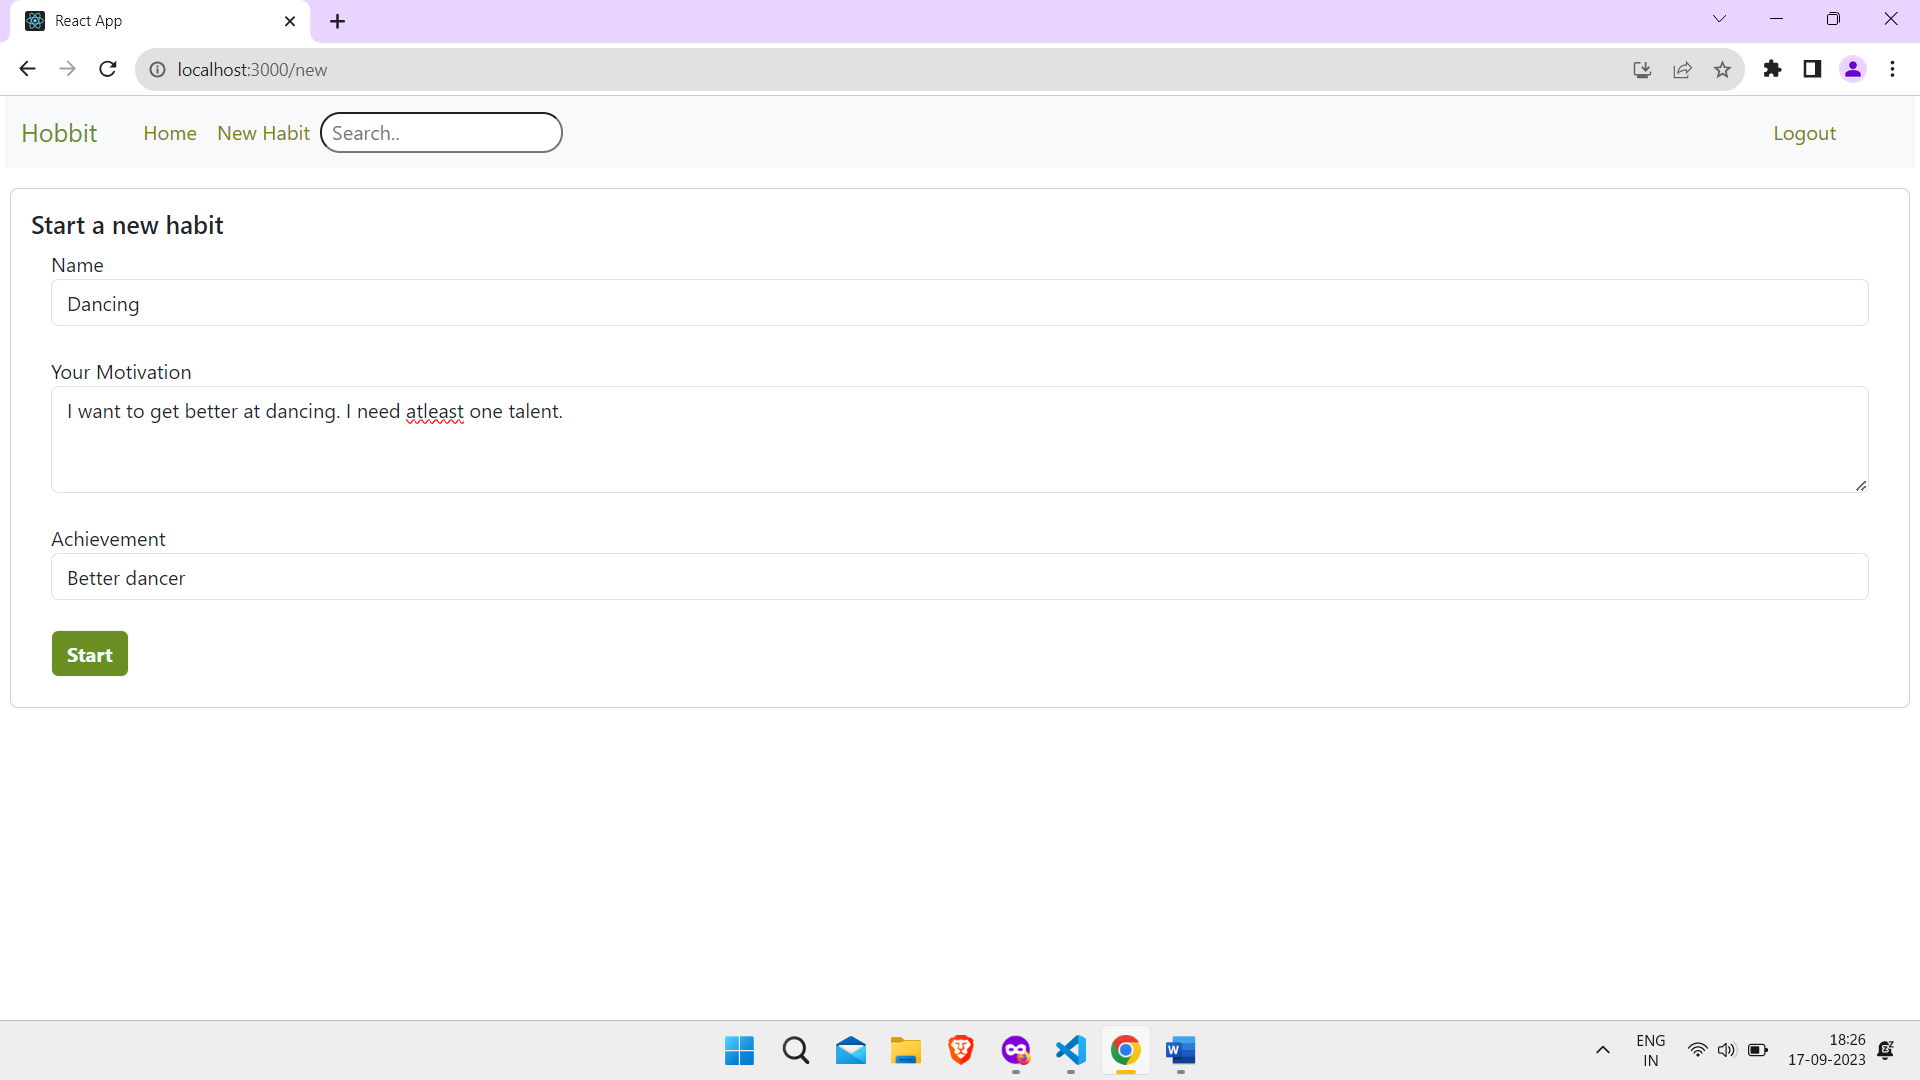 React App
localhost:3000/new
Hobbit Home New Habit Search.. Logout
Start a new habit
Name
Dancing
Your Motivation
I want to get better at dancing. I need atleast one talent.
Achievement
Better dancer
Start
ENG
IN
18:26
17-09-2023